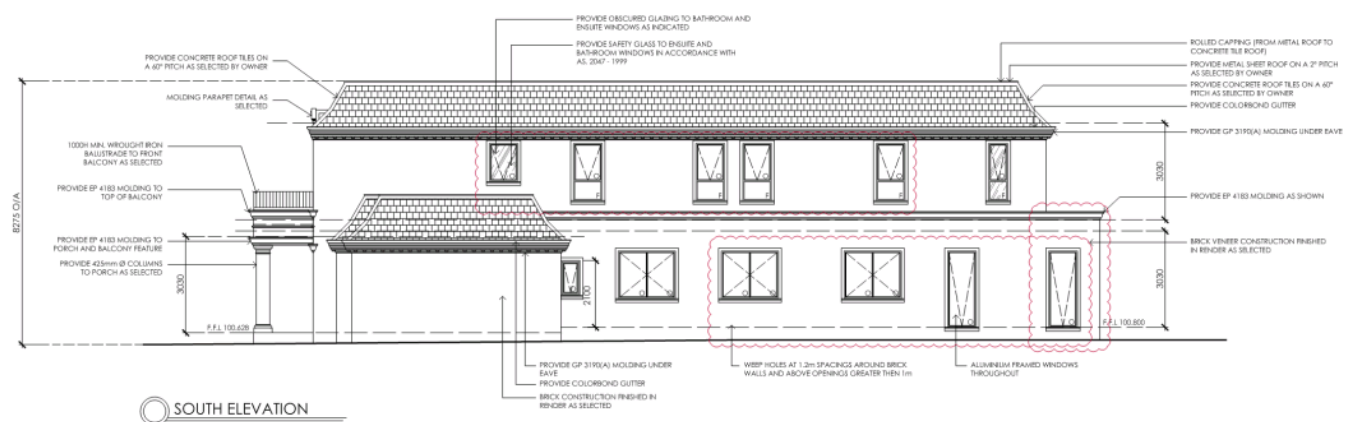 PROVIDE OBSCURED GLAZING TO BATHROOM AND
ENSUITE WINDOWS AS INDICATED
PROVIDE SAFETY GLASS TO ENSUITE AND
BATHROOM WINDOWS IN ACCORDANCE WITH
AS. 2047 - 1999
PROVIDE CONCRETE ROOF TILES ON
A 60° PITCH AS SELECTED BY OWNER
MOLDING PARAPET DETAIL AS
SELECTED
1000H MIN. WROUGHT IRON
BALUSTRADE TO FRONT
BALCONY AS SELECTED
PROVIDE EP 4183 MOLDING TO
TOP OF BALCONY
PROVIDE EP 4183 MOLDING TO
PORCH AND BALCONY FEATURE
PROVIDE 425mm Ø COLUMNS
TO PORCH AS SELECTED
8275 O/A
3030
F.F.L 100.628
ROLLED CAPPING (FROM METAL ROOF TO
CONCRETE TILE ROOF)
PROVIDE METAL SHEET ROOF ON A 2° PITCH
AS SELECTED BY OWNER
PROVIDE CONCRETE ROOF TILES ON A 60°
PITCH AS SELECTED BY OWNER
PROVIDE COLORBOND GUTTER
PROVIDE GP 3190(A) MOLDING UNDER EAVE
3030
PROVIDE EP 4183 MOLDING AS SHOWN
BRICK VENEER CONSTRUCTION FINISHED
IN RENDER AS SELECTED
3030
F.F.L 100.800
2100
F
F
F
F
F
F
PROVIDE GP 3190(A) MOLDING UNDER
EAVE
PROVIDE COLORBOND GUTTER
BRICK CONSTRUCTION FINISHED IN
RENDER AS SELECTED
WEEP HOLES AT 1.2m SPACINGS AROUND BRICK
WALLS AND ABOVE OPENINGS GREATER THEN 1m
ALUMINIUM FRAMED WINDOWS
THROUGHOUT
SOUTH ELEVATION